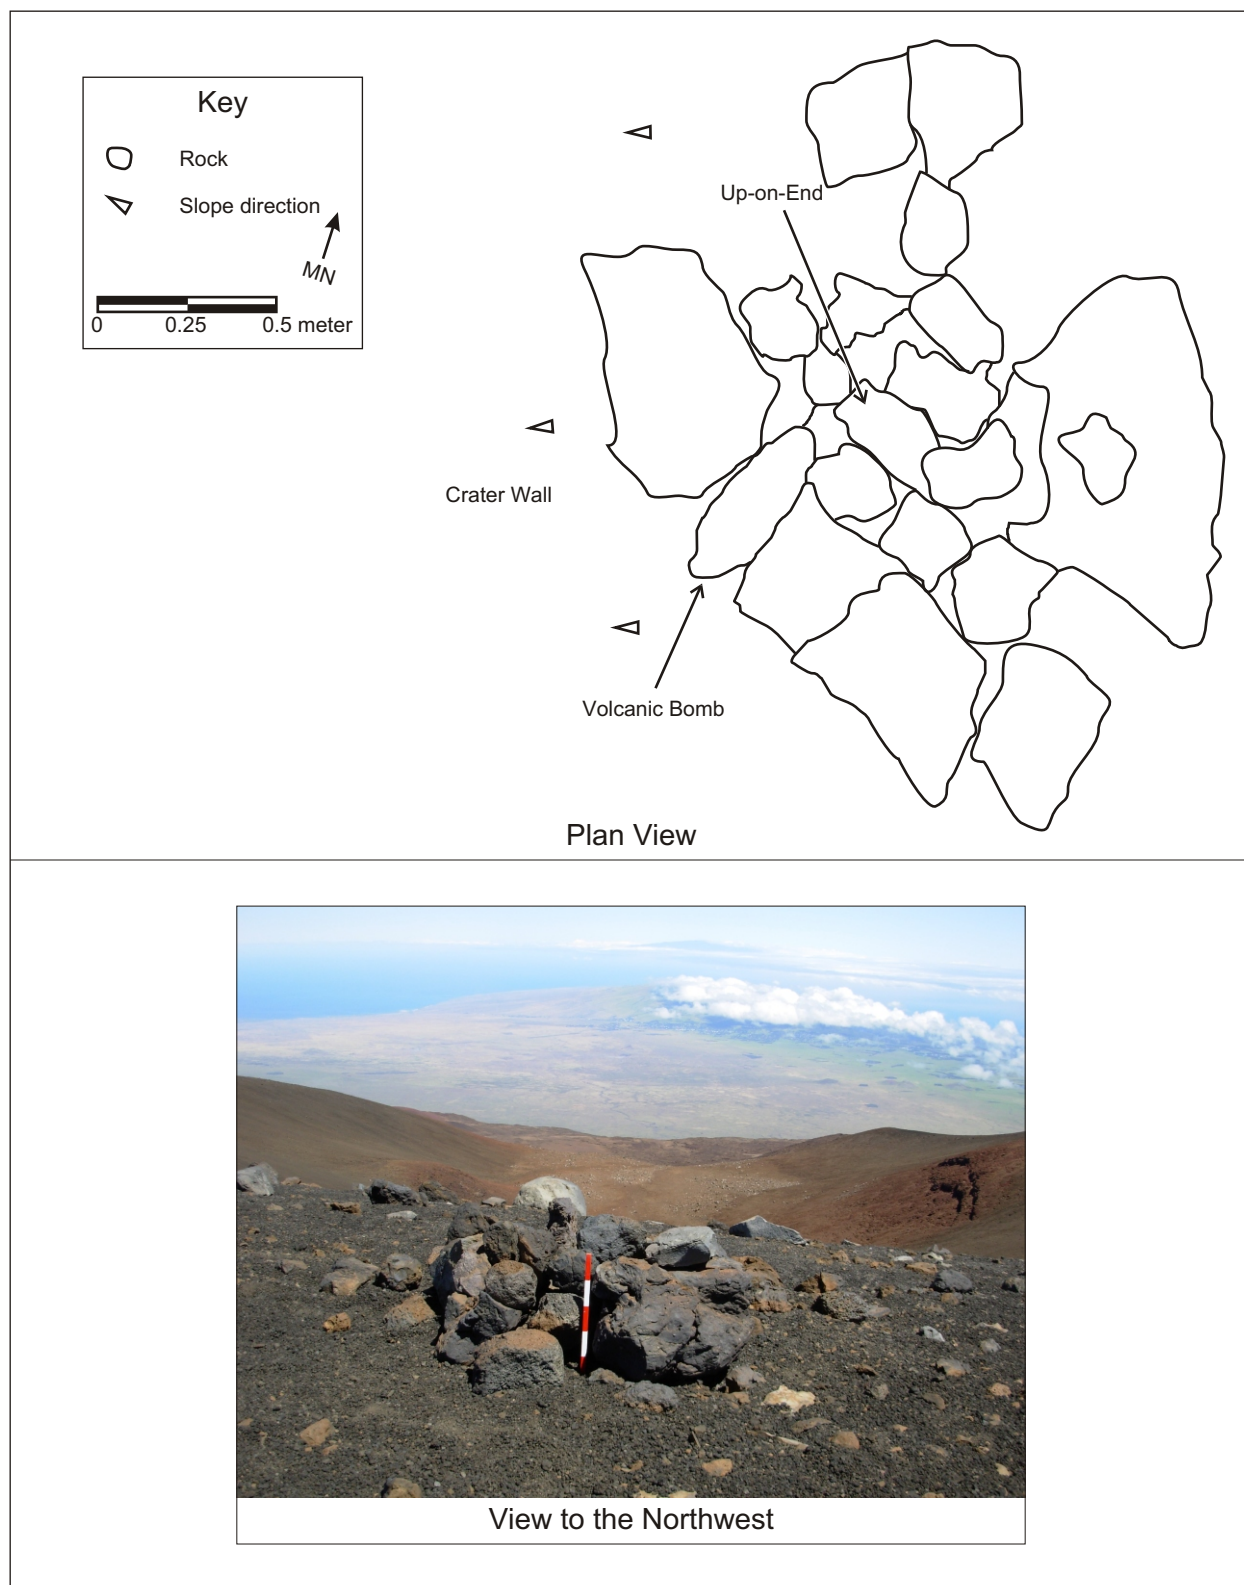 Key
Rock
Slope direction
MN
0 0.25 0.5 meter
Up-on-End
Crater Wall
Volcanic Bomb
Plan View
View to the Northwest